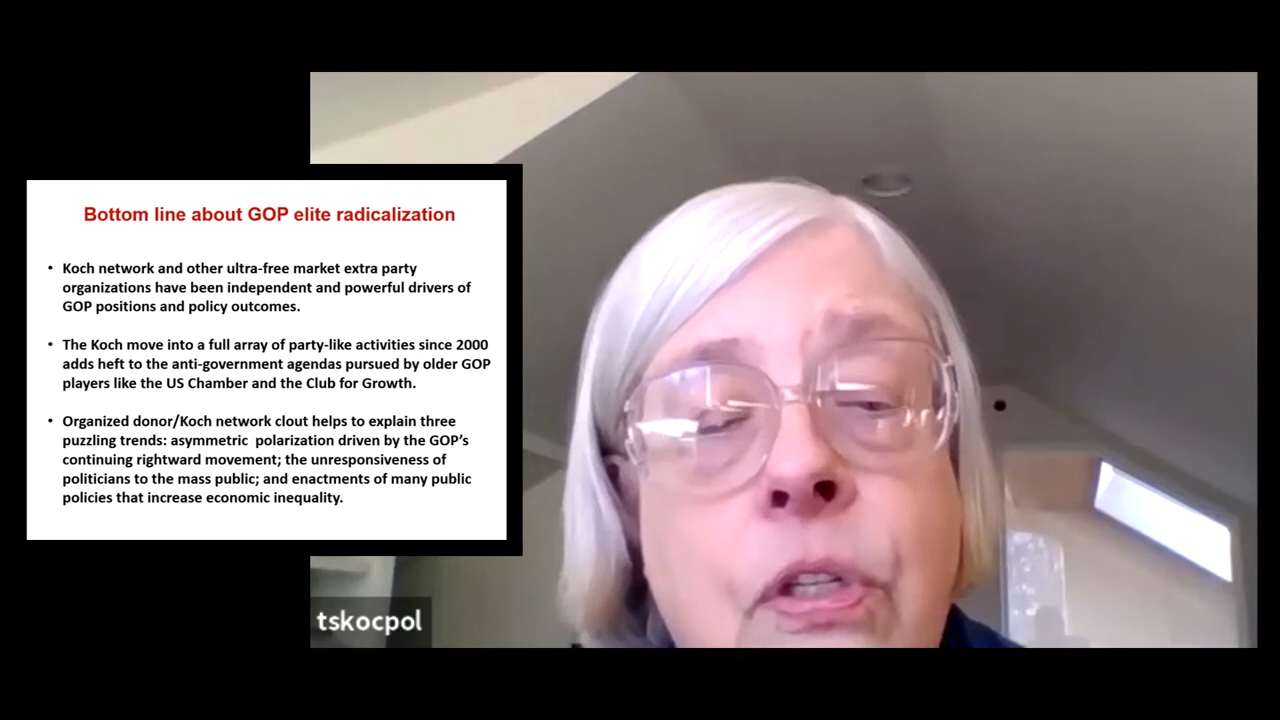 Bottom line about GOP elite radicalization
• Koch network and other ultra-free market extra party
organizations have been independent and powerful drivers of
GOP positions and policy outcomes.
• The Koch move into a full array of party-like activities since 2000
adds heft to the anti-government agendas pursued by older GOP
players like the US Chamber and the Club for Growth.
• Organized donor/Koch network clout helps to explain three
puzzling trends: asymmetric  polarization driven by the GOP’s
continuing rightward movement; the unresponsiveness of
politicians to the mass public; and enactments of many public
policies that increase economic inequality.
tskocpol